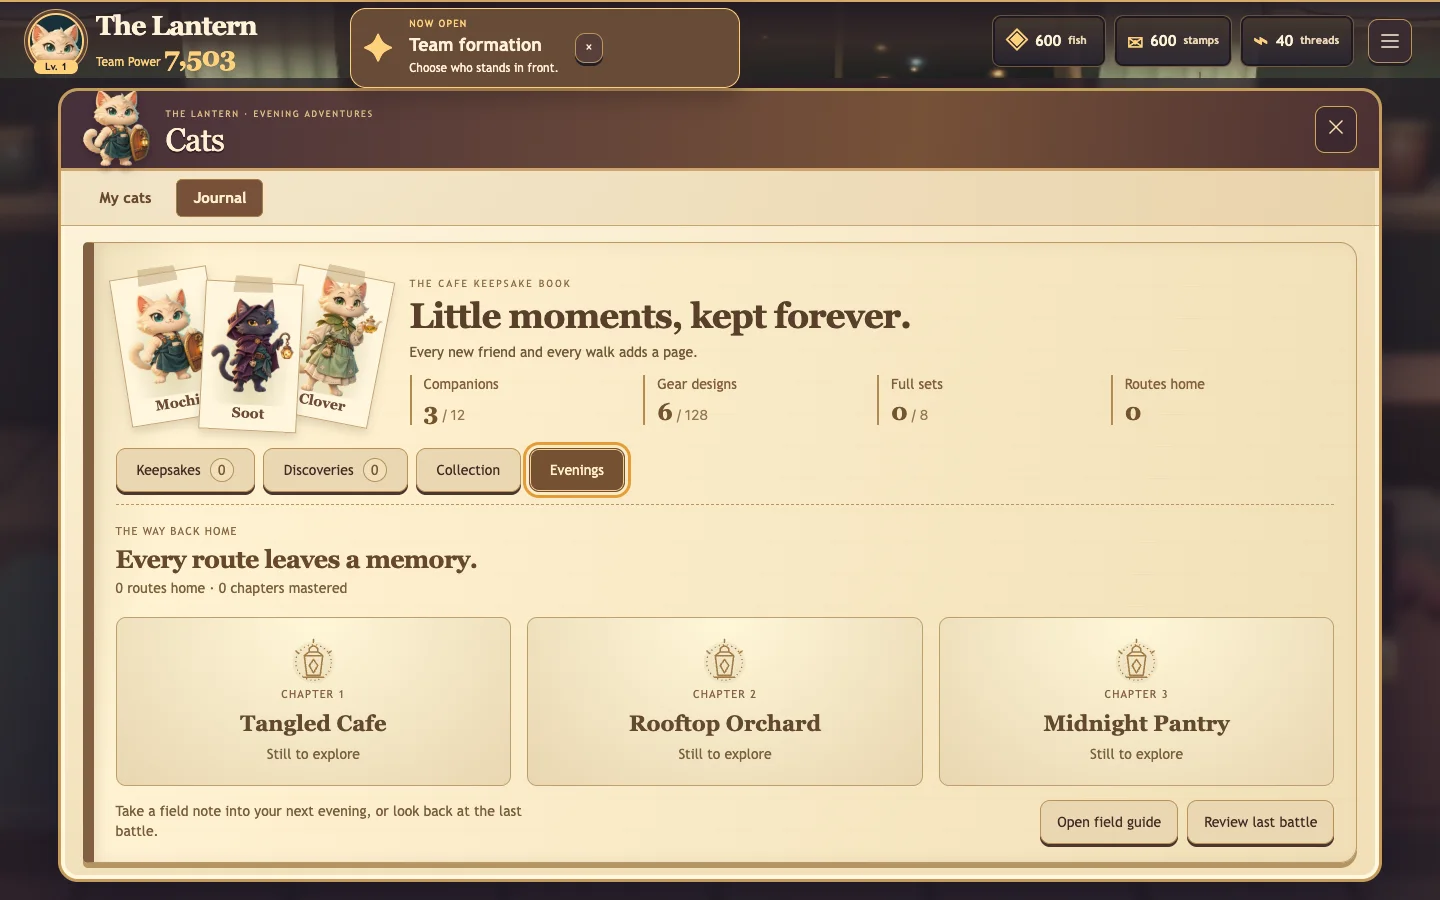 The Lantern
Lv. 1
Team Power 7,503
NOW OPEN
Team formation
Choose who stands in front.
×
600 fish
600 stamps
40 threads
THE LANTERN · EVENING ADVENTURES
Cats
My cats
Journal
Mochi
Soot
Clover
THE CAFE KEEPSAKE BOOK
Little moments, kept forever.
Every new friend and every walk adds a page.
Companions
3 / 12
Gear designs
6 / 128
Full sets
0 / 8
Routes home
0
Keepsakes 0
Discoveries 0
Collection
Evenings
THE WAY BACK HOME
Every route leaves a memory.
0 routes home · 0 chapters mastered
CHAPTER 1
Tangled Cafe
Still to explore
CHAPTER 2
Rooftop Orchard
Still to explore
CHAPTER 3
Midnight Pantry
Still to explore
Take a field note into your next evening, or look back at the last
battle.
Open field guide
Review last battle